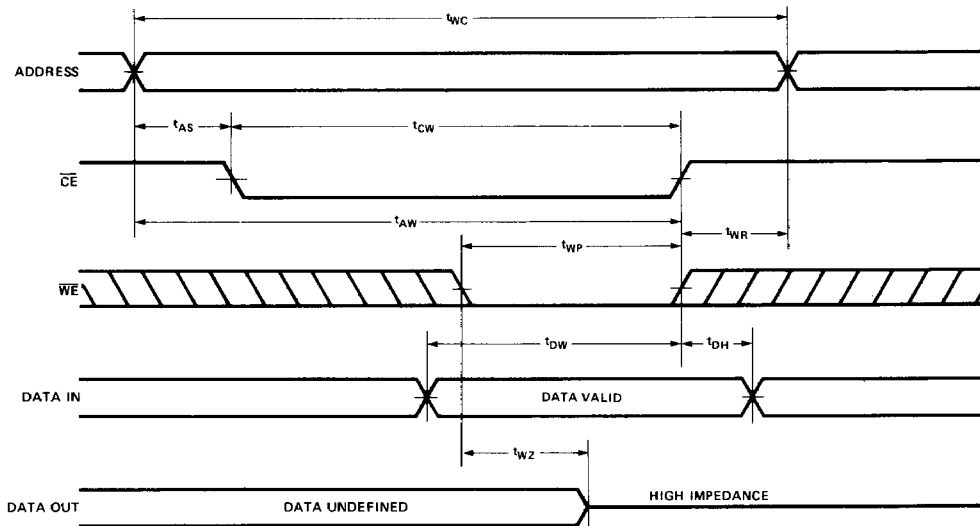 tWC
ADDRESS
tAS
tCW
CE
tAW
tWR
tWP
WE
tDW
tDH
DATA IN
DATA VALID
tWZ
DATA OUT
DATA UNDEFINED
HIGH IMPEDANCE